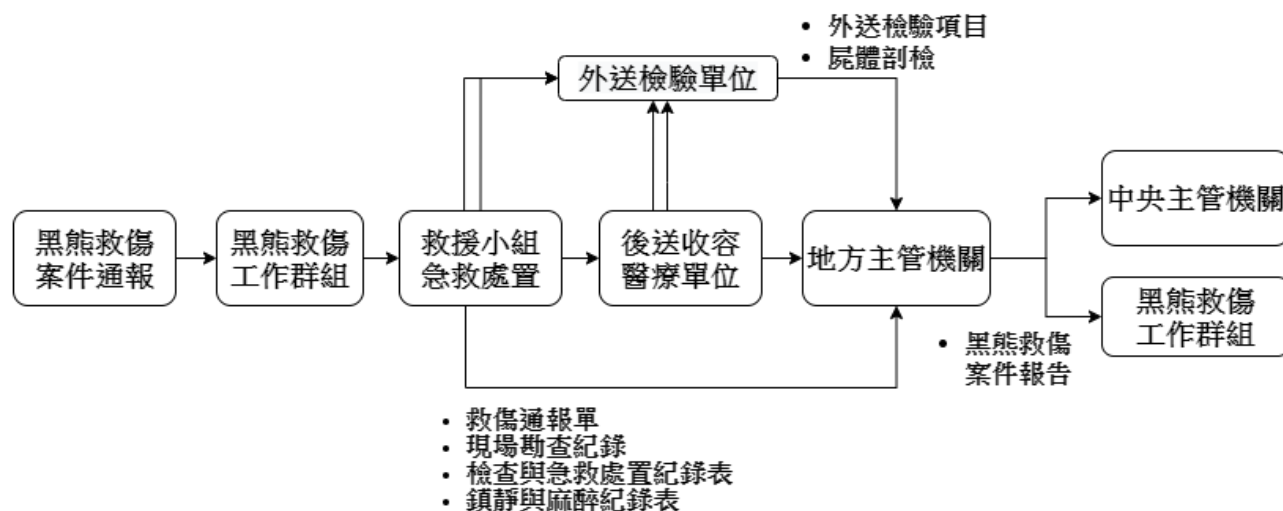 • 外送檢驗項目
• 屍體剖檢
外送檢驗單位
黑熊救傷
案件通報
黑熊救傷
工作群組
救援小組
急救處置
後送收容
醫療單位
地方主管機關
中央主管機關
黑熊救傷
工作群組
• 黑熊救傷
案件報告
• 救傷通報單
• 現場勘查紀錄
• 檢查與急救處置紀錄表
• 鎮靜與麻醉紀錄表